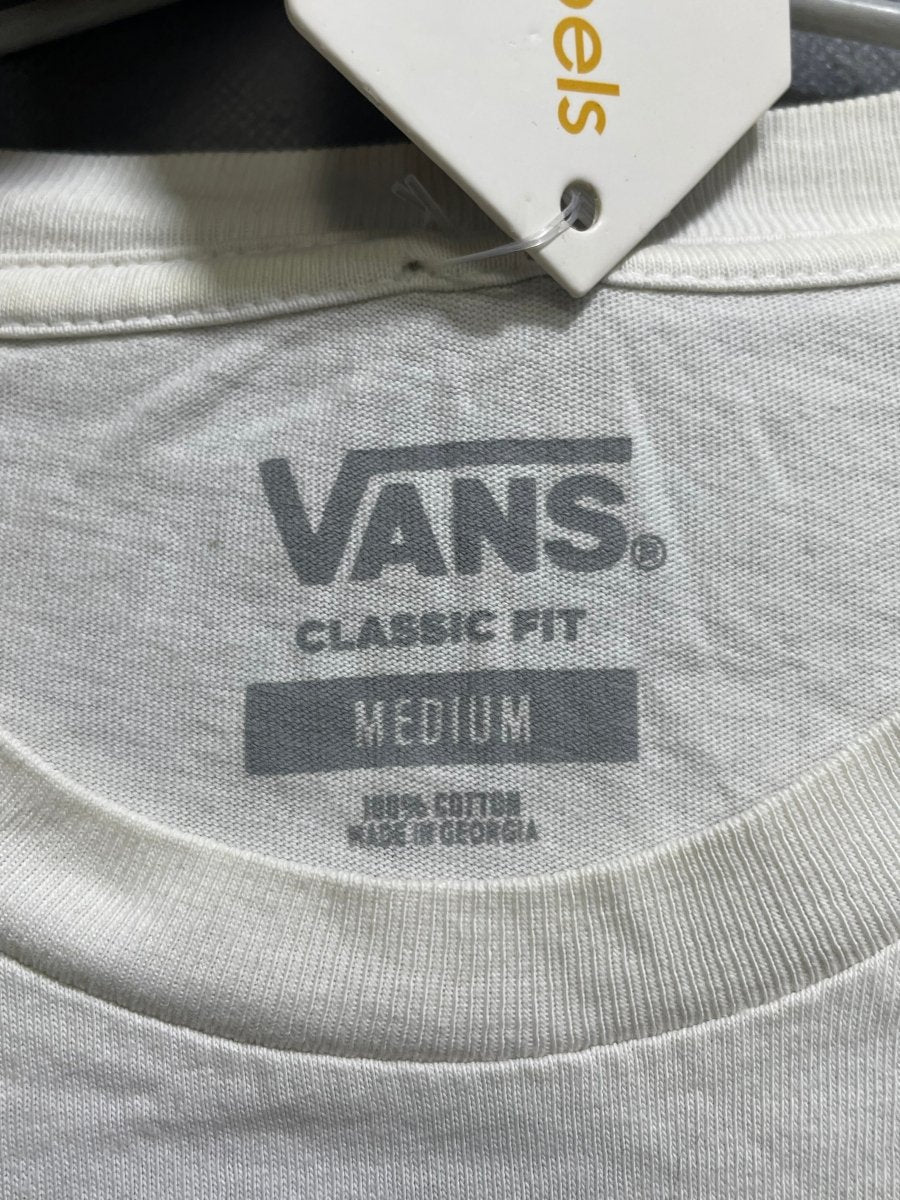 els
VANS®
CLASSIC FIT
MEDIUM
100% COTTON
MADE IN GEORGIA